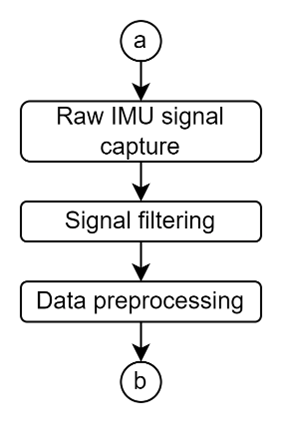 a
Raw IMU signal
capture
Signal filtering
Data preprocessing
b